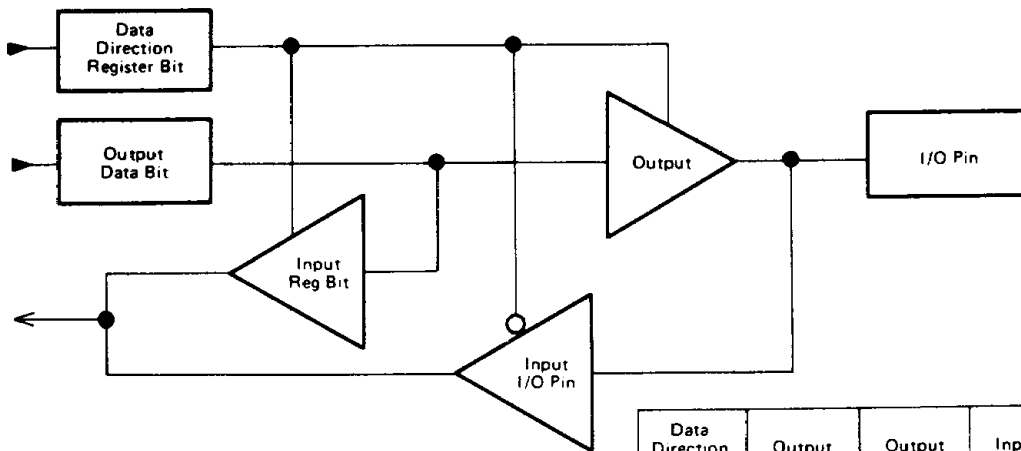 Data
Direction
Register Bit
Output
Data Bit
Output
I/O Pin
Input
Reg Bit
Input
I/O Pin
Data
Direction
Output
Output